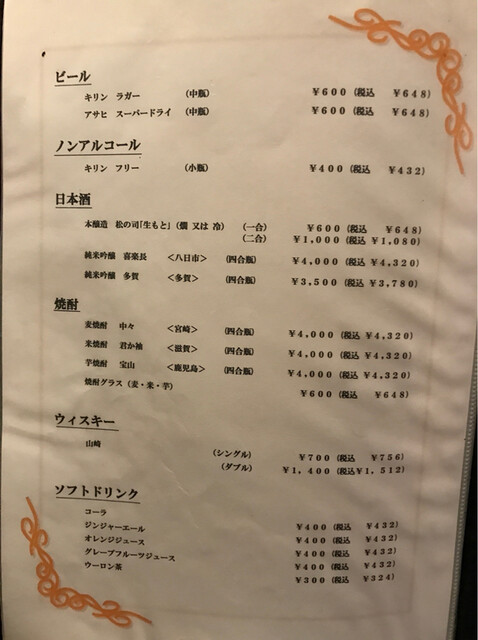 ビール
キリン ラガー (中瓶) ￥600(税込 ￥648)
アサヒ スーパードライ (中瓶) ￥600(税込 ￥648)
ノンアルコール
キリン フリー (小瓶) ￥400(税込 ￥432)
日本酒
本醸造 松の司「生もと」(燗 又は 冷) (一合) ￥600(税込 ￥648)
(二合) ￥1,000(税込￥1,080)
純米吟醸 喜楽長 <八日市> (四合瓶) ￥4,000(税込 ￥4,320)
純米吟醸 多賀 <多賀> (四合瓶) ￥3,500(税込 ￥3,780)
焼酎
麦焼酎 中々 <宮崎> (四合瓶) ￥4,000(税込 ￥4,320)
米焼酎 君か袖 <滋賀> (四合瓶) ￥4,000(税込 ￥4,320)
芋焼酎 宝山 <鹿児島> (四合瓶) ￥4,000(税込 ￥4,320)
焼酎グラス(麦・米・芋) ￥600(税込 ￥648)
ウィスキー
山崎 (シングル) ￥700(税込 ￥756)
(ダブル) ￥1,400(税込￥1,512)
ソフトドリンク
コーラ ￥400(税込 ￥432)
ジンジャーエール ￥400(税込 ￥432)
オレンジジュース ￥400(税込 ￥432)
グレープフルーツジュース ￥400(税込 ￥432)
ウーロン茶 ￥300(税込 ￥324)